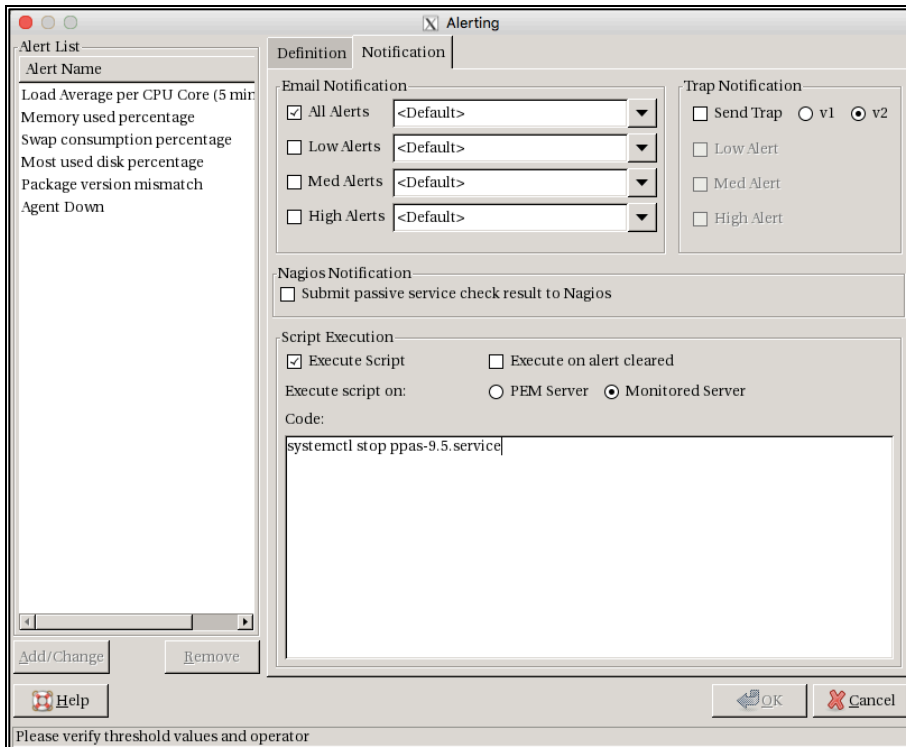 Alerting
Alert List
Alert Name
Load Average per CPU Core (5 min
Memory used percentage
Swap consumption percentage
Most used disk percentage
Package version mismatch
Agent Down
Add/Change
Remove
Definition
Notification
Email Notification
All Alerts <Default>
Low Alerts <Default>
Med Alerts <Default>
High Alerts <Default>
Trap Notification
Send Trap v1 v2
Low Alert
Med Alert
High Alert
Nagios Notification
Submit passive service check result to Nagios
Script Execution
Execute Script Execute on alert cleared
Execute script on: PEM Server Monitored Server
Code:
systemctl stop ppas-9.5.service
Help
OK
Cancel
Please verify threshold values and operator